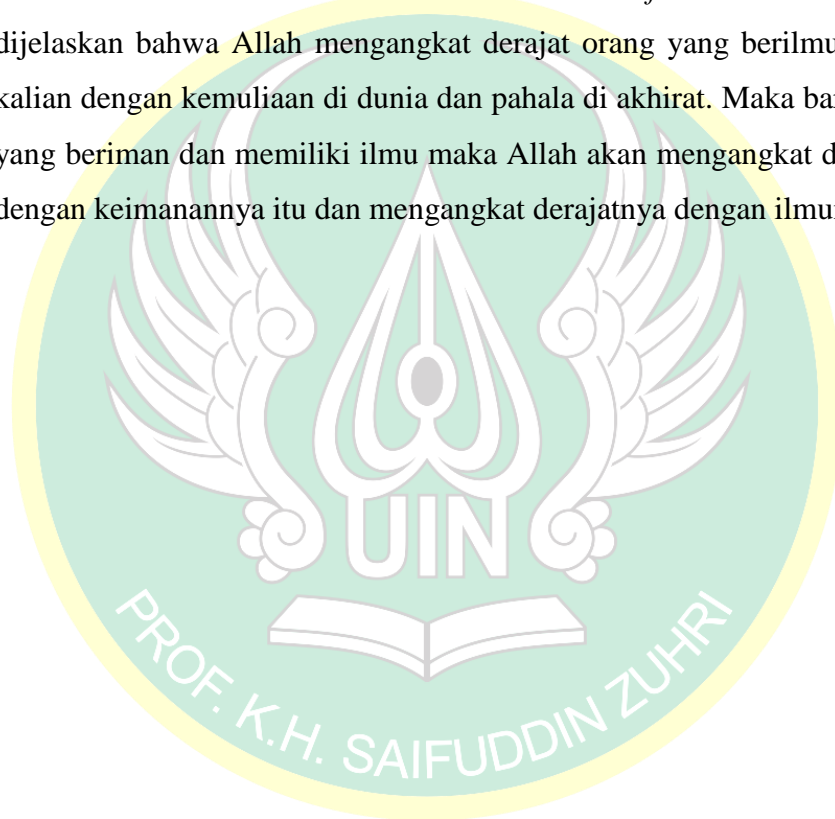 dijelaskan bahwa Allah mengangkat derajat orang yang berilmu
kalian dengan kemuliaan di dunia dan pahala di akhirat. Maka
yang beriman dan memiliki ilmu maka Allah akan mengangkat
dengan keimanannya itu dan mengangkat derajatnya dengan
UIN
PROF. K.H. SAIFUDDIN ZUHRI